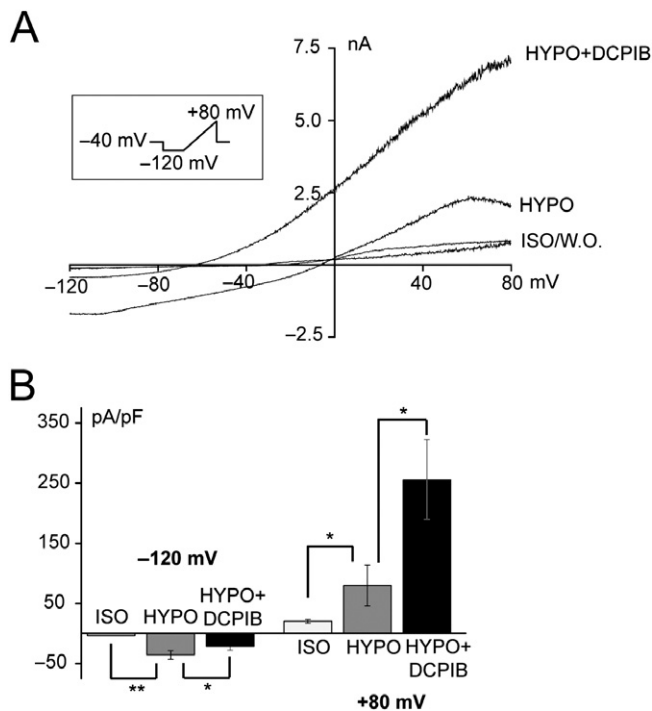 A
7.5
nA
HYPO+DCPIB
+80 mV
–40 mV
–120 mV
5.0
2.5
HYPO
ISO/W.O.
–120
–80
–40
40
80 mV
–2.5
B
350
pA/pF
*
250
150
*
–120 mV
50
ISO
HYPO
HYPO+
DCPIB
ISO
HYPO
HYPO+
DCPIB
–50
**
*
+80 mV